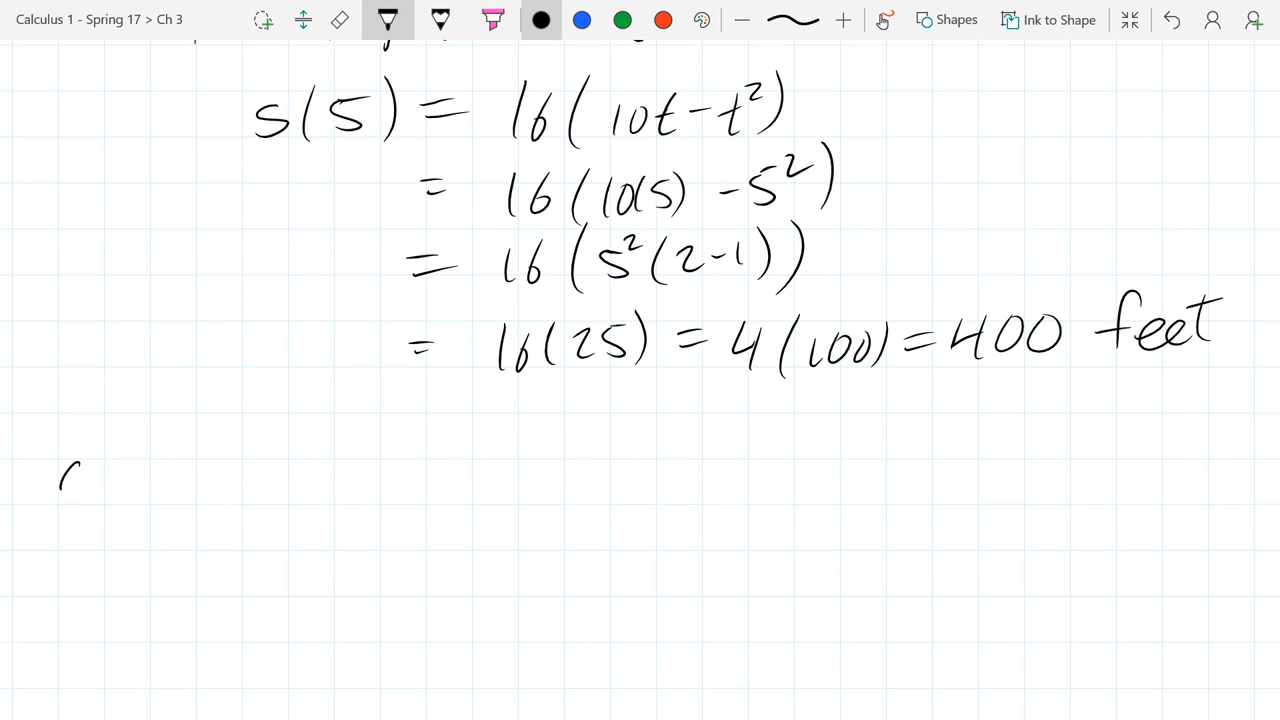 Calculus 1 - Spring 17 > Ch 3
Shapes
Ink to Shape
s(5) = 16(10t - t²)
= 16(10(5) - 5²)
= 16(5²(2-1))
= 16(25) = 4(100) = 400 feet
(